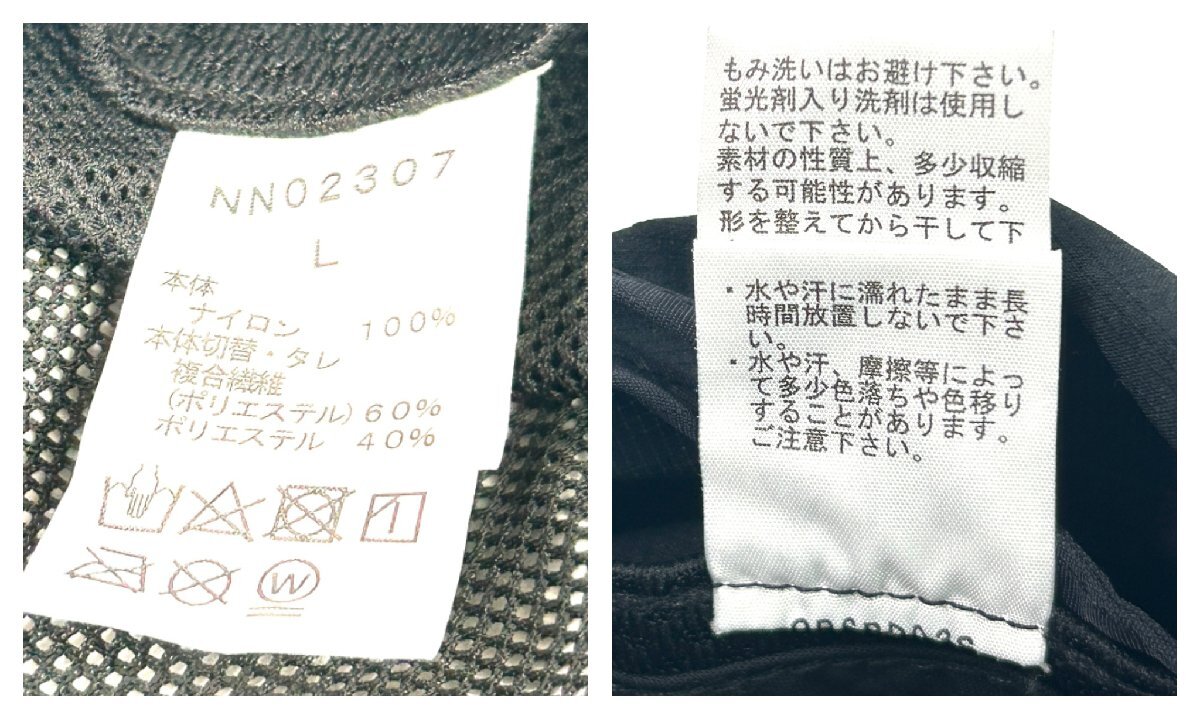 NN02307
L
本体
ナイロン 100%
本体切替・タレ
複合繊維
(ポリエステル)60%
ポリエステル 40%
W
もみ洗いはお避け下さい。
蛍光剤入り洗剤は使用し
ないで下さい。
素材の性質上、多少収縮
する可能性があります。
形を整えてから干して下
・水や汗に濡れたまま長
時間放置しないで下さ
い。
・水や汗、摩擦等によっ
て多少色落ちや色移り
することがあります。
ご注意下さい。